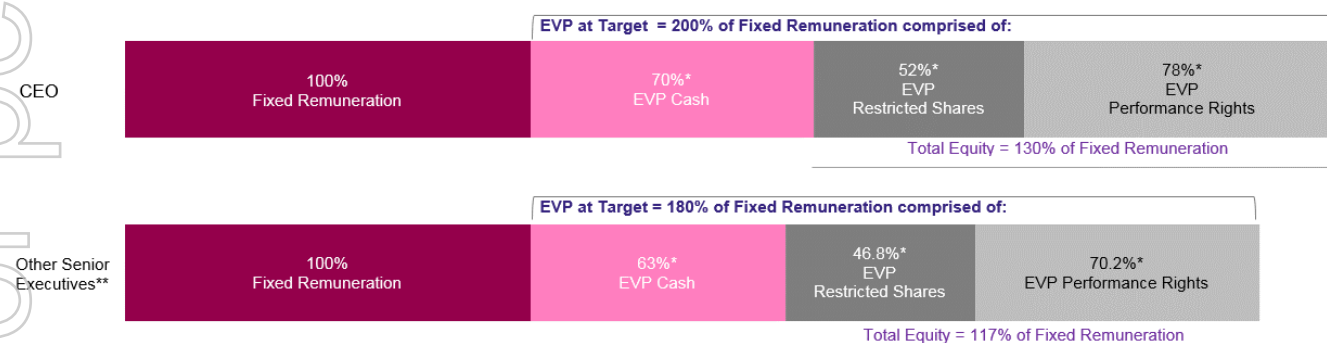 EVP at Target = 200% of Fixed Remuneration comprised of:
CEO
100%
Fixed Remuneration
70%*
EVP Cash
52%*
EVP
Restricted Shares
78%*
EVP
Performance Rights
Total Equity = 130% of Fixed Remuneration
EVP at Target = 180% of Fixed Remuneration comprised of:
Other Senior
Executives**
100%
Fixed Remuneration
63%*
EVP Cash
46.8%*
EVP
Restricted Shares
70.2%*
EVP Performance Rights
Total Equity = 117% of Fixed Remuneration